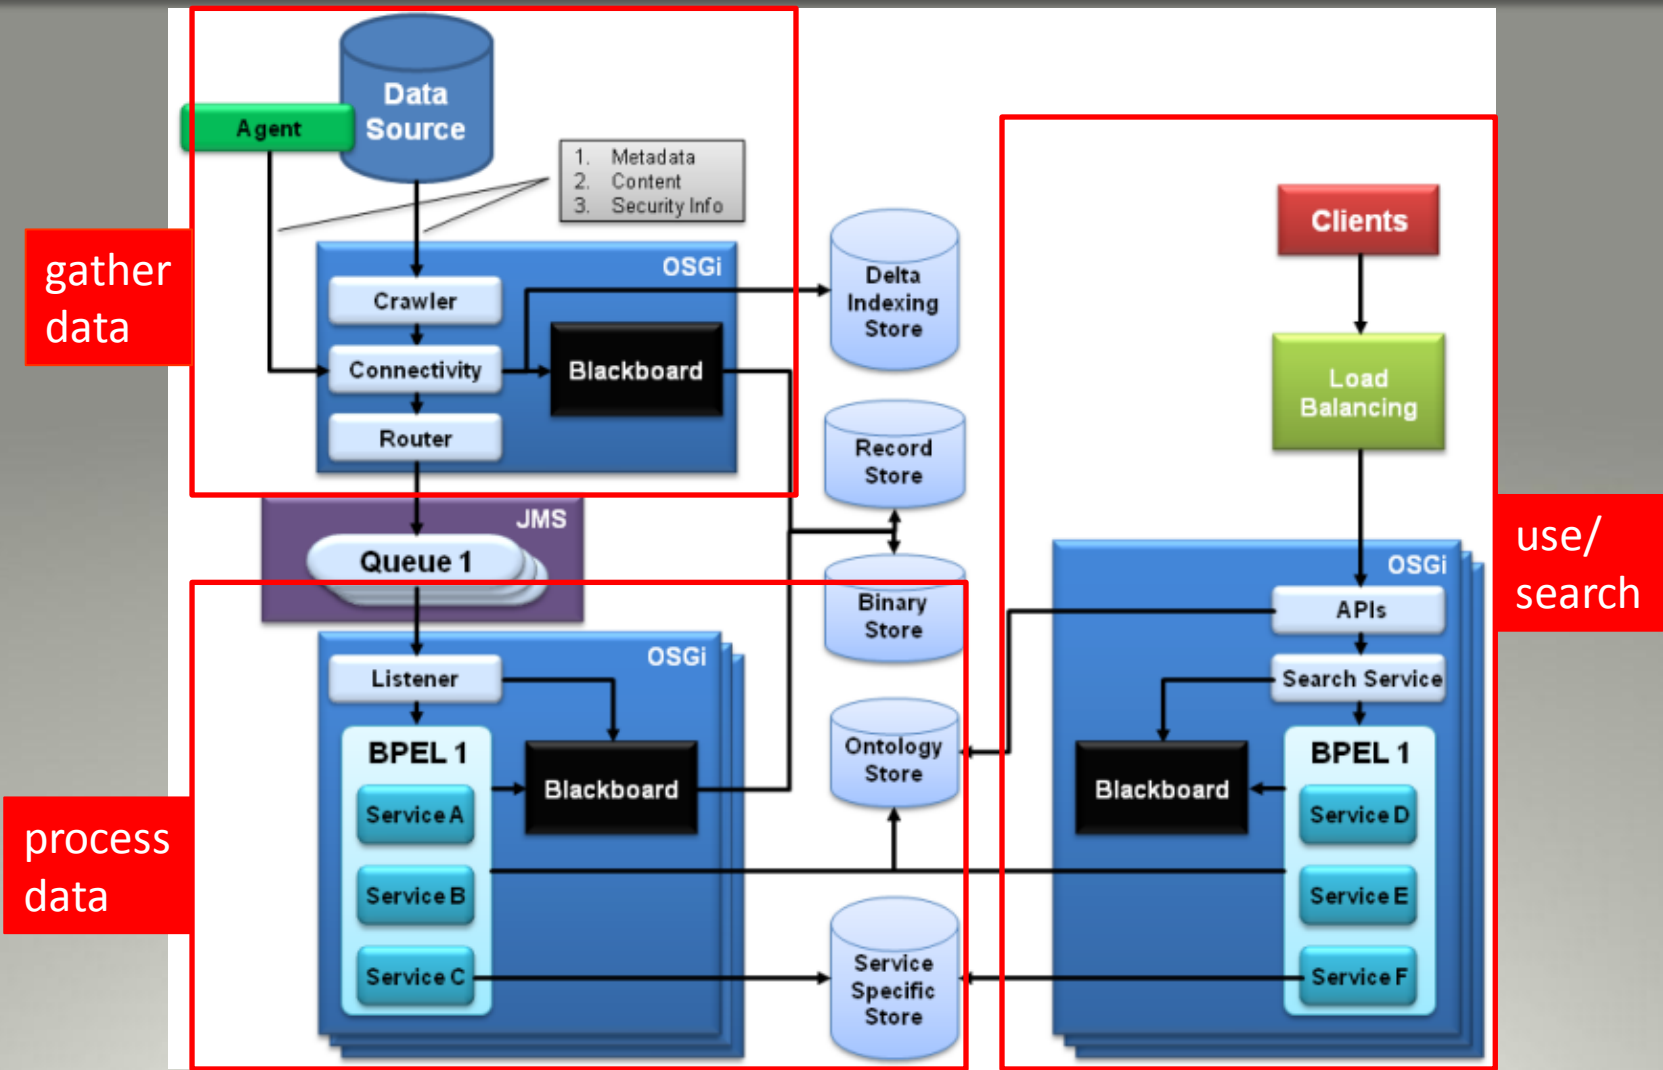 Data
Source
Agent
1. Metadata
2. Content
3. Security Info
gather
data
OSGi
Crawler
Connectivity
Blackboard
Router
Delta
Indexing
Store
Record
Store
JMS
Queue 1
Binary
Store
process
data
OSGi
Listener
BPEL 1
Blackboard
Service A
Service B
Service C
Ontology
Store
Service
Specific
Store
Clients
Load
Balancing
use/
search
OSGi
APIs
Search Service
Blackboard
BPEL 1
Service D
Service E
Service F